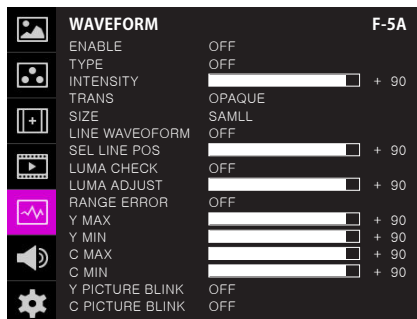 WAVEFORM F-5A
ENABLE OFF
TYPE OFF
INTENSITY + 90
TRANS OPAQUE
SIZE SAMLL
LINE WAVEOFORM OFF
SEL LINE POS + 90
LUMA CHECK OFF
LUMA ADJUST + 90
RANGE ERROR OFF
Y MAX + 90
Y MIN + 90
C MAX + 90
C MIN + 90
Y PICTURE BLINK OFF
C PICTURE BLINK OFF